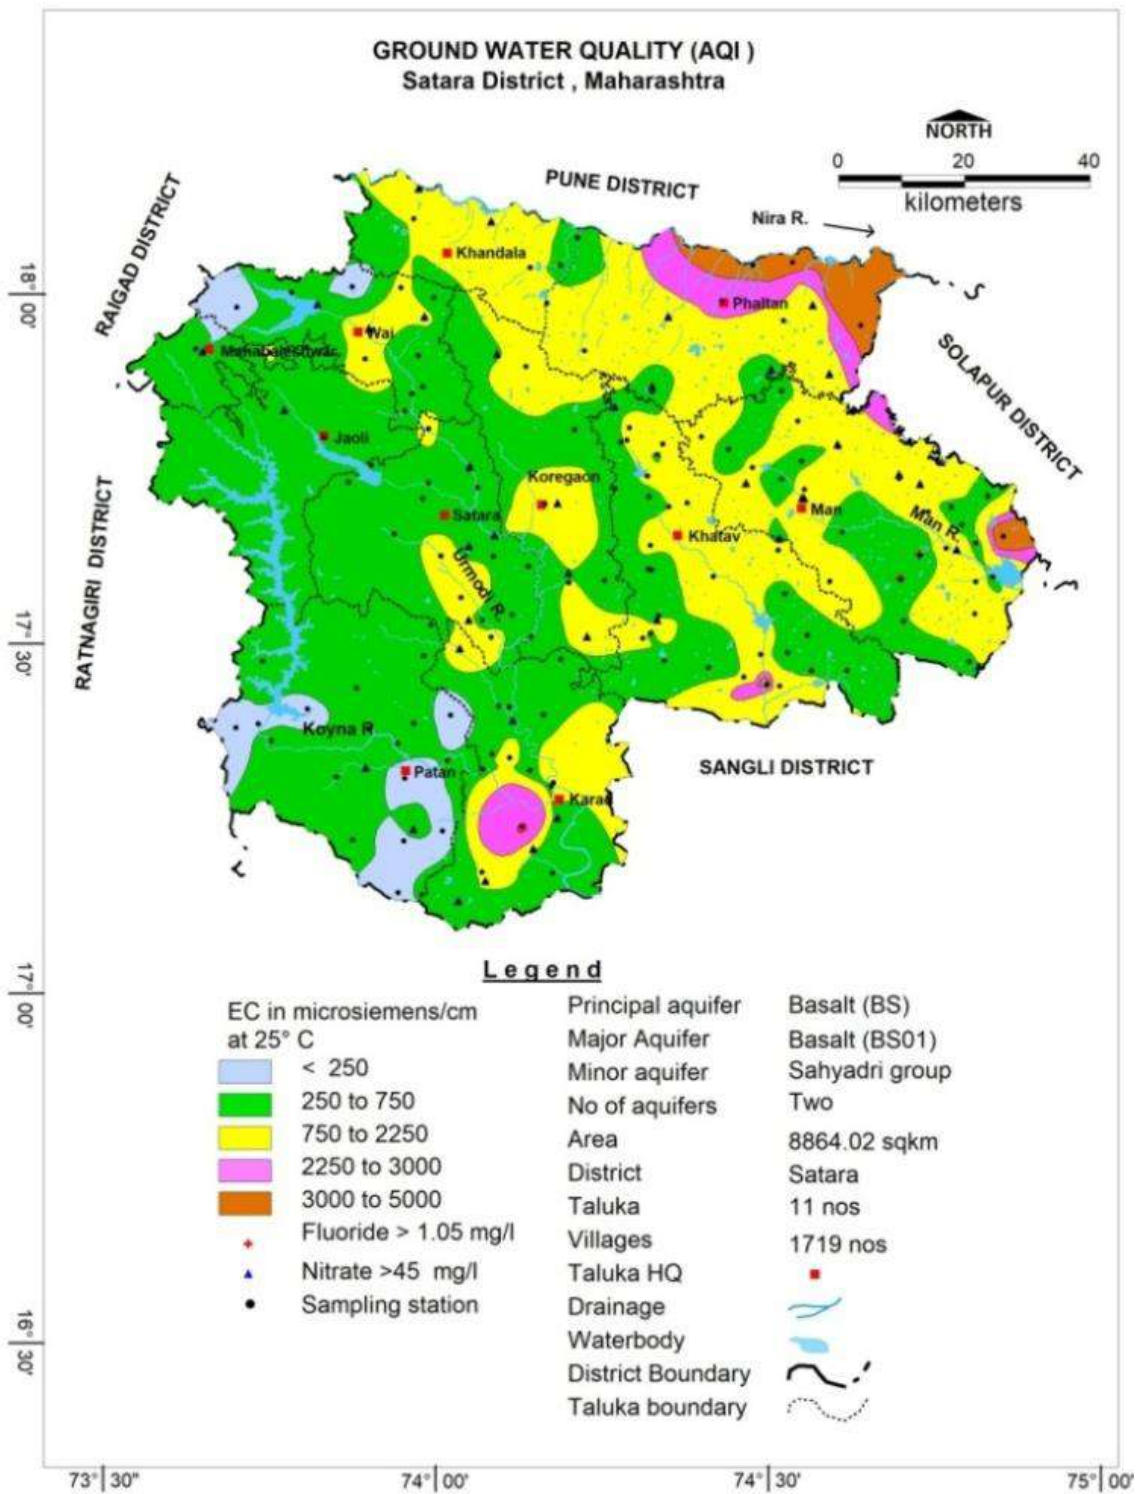 GROUND WATER QUALITY (AQI )
Satara District , Maharashtra
NORTH
0 20 40
kilometers
PUNE DISTRICT
RAIGAD DISTRICT
Nira R.
Khandala
18° 00'
Phaltan
Wai
Mahabaleshwar
SOLAPUR DISTRICT
Jaoli
Koregaon
RATNAGIRI DISTRICT
Satara
Man
Man R.
Khatav
Urmodi R.
17° 30'
Koyna R
SANGLI DISTRICT
Patan
Karad
Legend
17° 00'
EC in microsiemens/cm
at 25° C
< 250
250 to 750
750 to 2250
2250 to 3000
3000 to 5000
Fluoride > 1.05 mg/l
Nitrate >45 mg/l
Sampling station
Principal aquifer Basalt (BS)
Major Aquifer Basalt (BS01)
Minor aquifer Sahyadri group
No of aquifers Two
Area 8864.02 sqkm
District Satara
Taluka 11 nos
Villages 1719 nos
Taluka HQ
Drainage
Waterbody
District Boundary
Taluka boundary
16° 30'
73° 30' 74° 00' 74° 30' 75° 00'